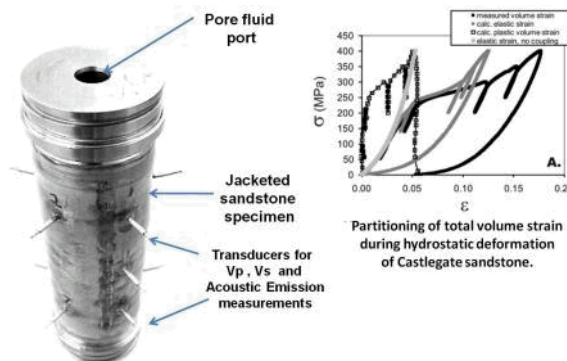 Pore fluid
port
Jacketed
sandstone
specimen
Transducers for
Vp , Vs and
Acoustic Emission
measurements
measured volume strain
calc. elastic strain
calc. plastic volume strain
elastic strain, no coupling
σ (MPa)
450
400
350
300
250
200
150
100
50
0
0.00
0.05
0.10
0.15
0.20
ε
A.
Partitioning of total volume strain
during hydrostatic deformation
of Castlegate sandstone.